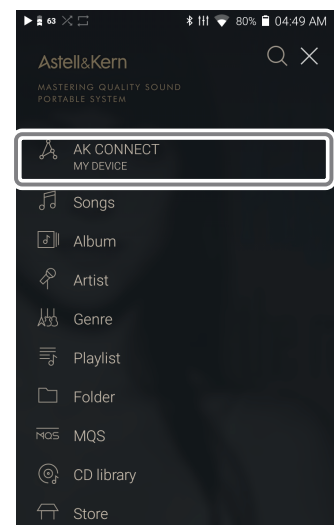 63 80% 04:49 AM
Astell&Kern
MASTERING QUALITY SOUND
PORTABLE SYSTEM
AK CONNECT
MY DEVICE
Songs
Album
Artist
Genre
Playlist
Folder
MQS MQS
CD library
Store